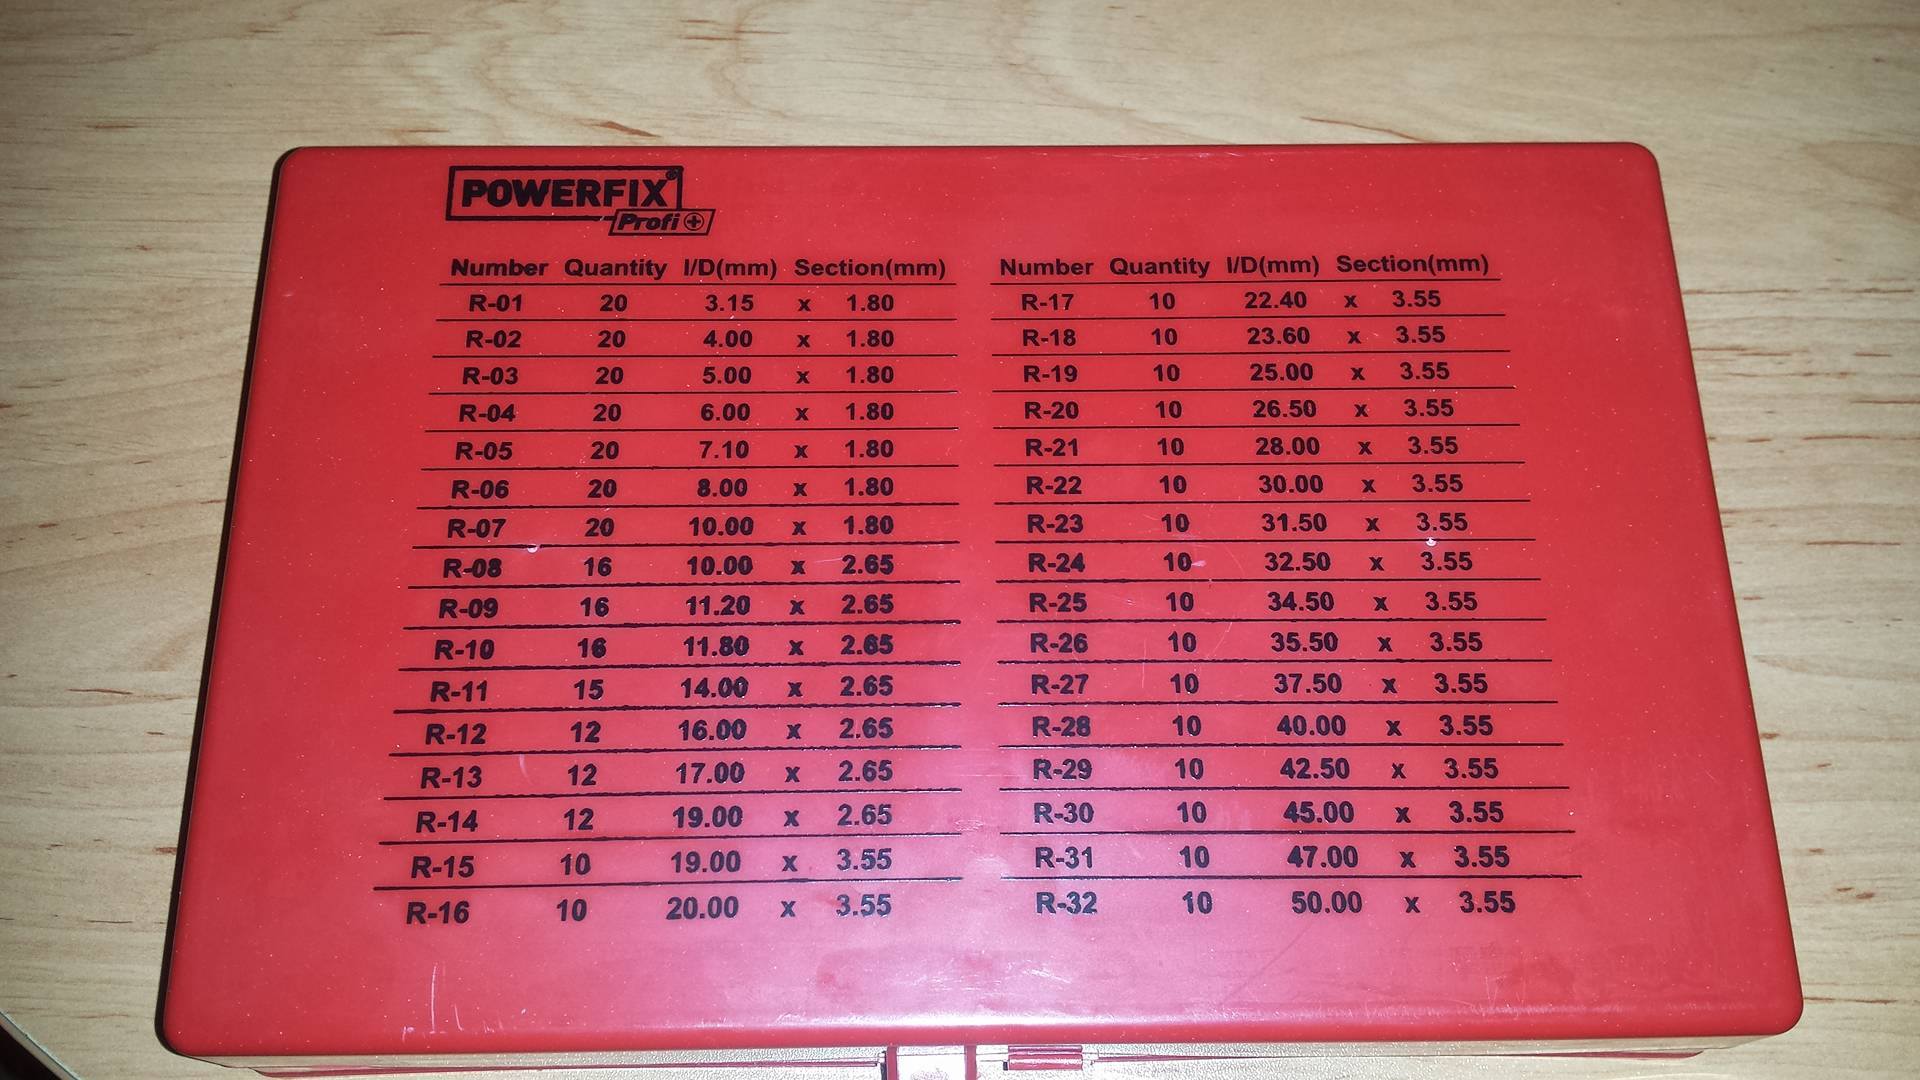 POWERFIX®
Profi+
Number Quantity I/D(mm) Section(mm)
R-01 20 3.15 x 1.80
R-02 20 4.00 x 1.80
R-03 20 5.00 x 1.80
R-04 20 6.00 x 1.80
R-05 20 7.10 x 1.80
R-06 20 8.00 x 1.80
R-07 20 10.00 x 1.80
R-08 16 10.00 x 2.65
R-09 16 11.20 x 2.65
R-10 16 11.80 x 2.65
R-11 15 14.00 x 2.65
R-12 12 16.00 x 2.65
R-13 12 17.00 x 2.65
R-14 12 19.00 x 2.65
R-15 10 19.00 x 3.55
R-16 10 20.00 x 3.55
Number Quantity I/D(mm) Section(mm)
R-17 10 22.40 x 3.55
R-18 10 23.60 x 3.55
R-19 10 25.00 x 3.55
R-20 10 26.50 x 3.55
R-21 10 28.00 x 3.55
R-22 10 30.00 x 3.55
R-23 10 31.50 x 3.55
R-24 10 32.50 x 3.55
R-25 10 34.50 x 3.55
R-26 10 35.50 x 3.55
R-27 10 37.50 x 3.55
R-28 10 40.00 x 3.55
R-29 10 42.50 x 3.55
R-30 10 45.00 x 3.55
R-31 10 47.00 x 3.55
R-32 10 50.00 x 3.55